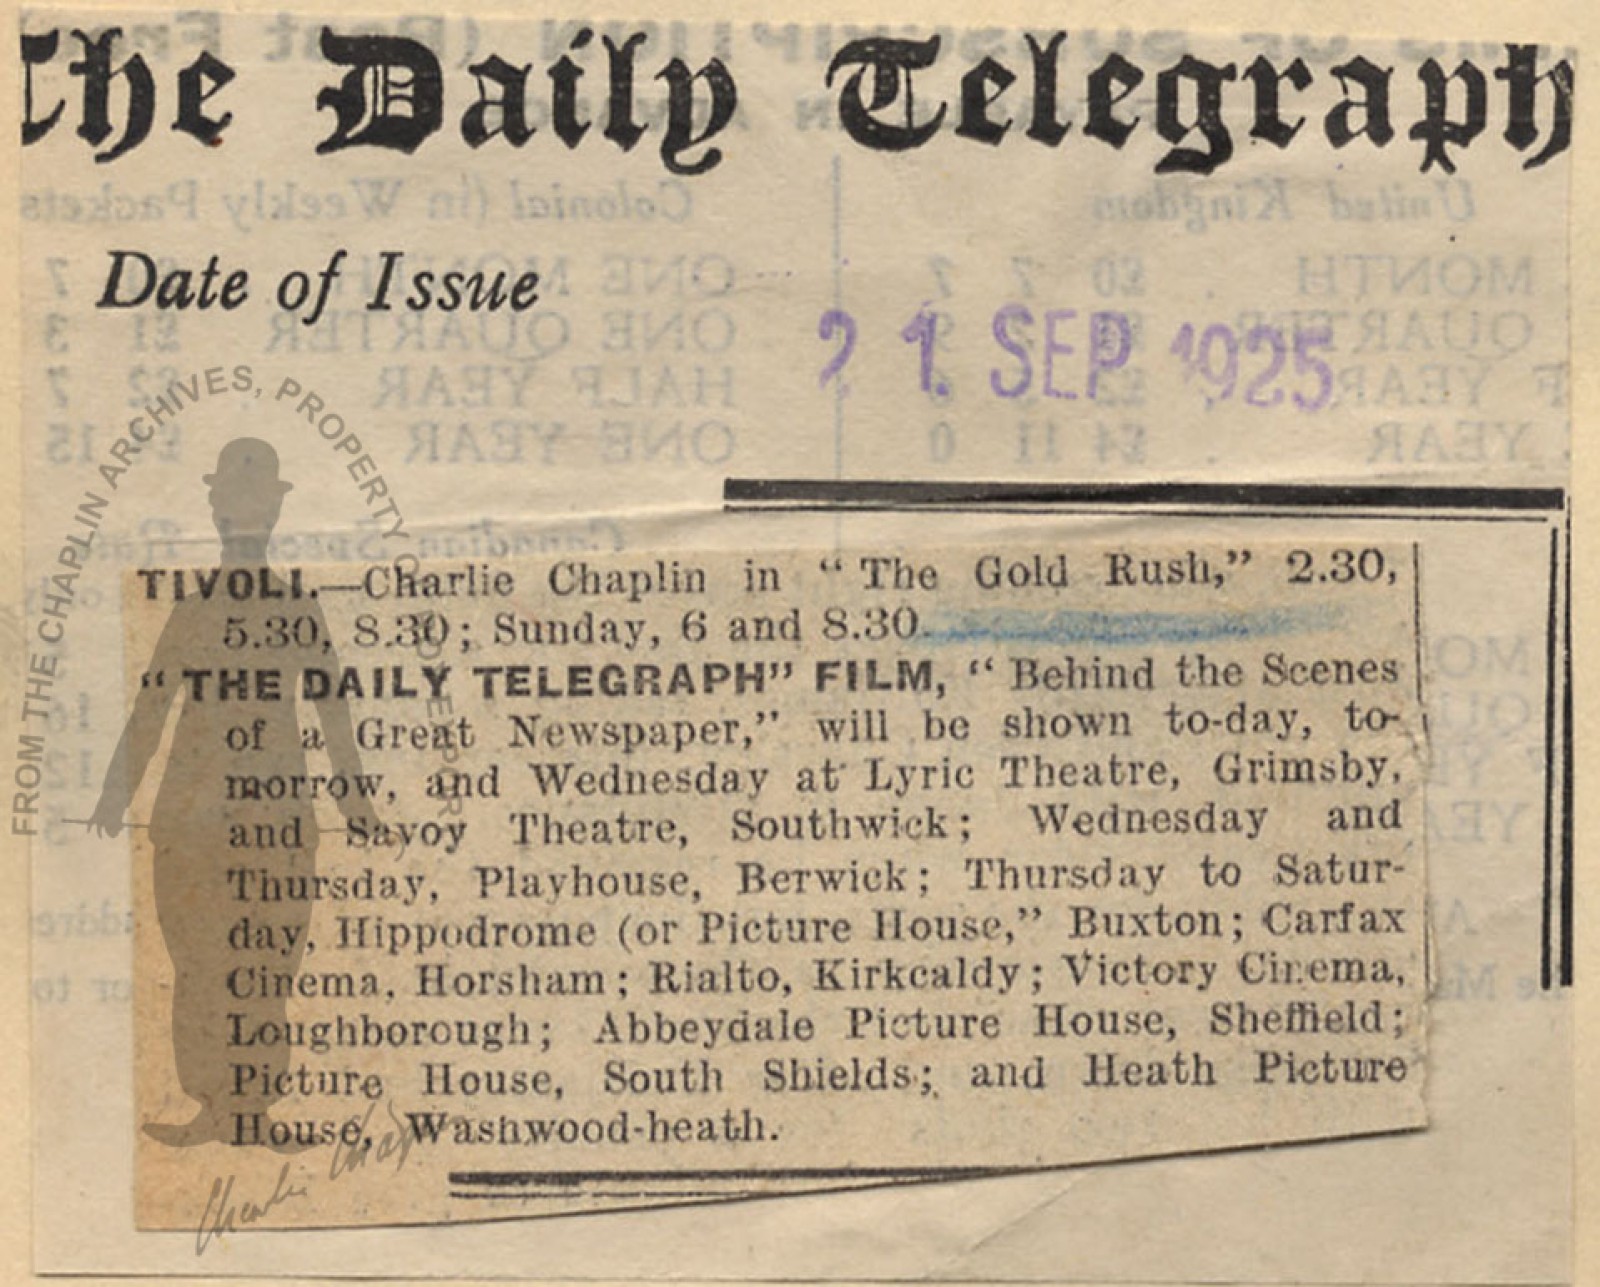 The Daily Telegraph
Date of Issue
21 SEP 1925
TIVOLI.—Charlie Chaplin in “The Gold Rush,” 2.30,
5.30, 8.30; Sunday, 6 and 8.30.
“THE DAILY TELEGRAPH” FILM, “Behind the Scenes
of a Great Newspaper,” will be shown to-day, to-
morrow, and Wednesday at Lyric Theatre, Grimsby,
and Savoy Theatre, Southwick; Wednesday and
Thursday, Playhouse, Berwick; Thursday to Satur-
day, Hippodrome (or Picture House,” Buxton; Carfax
Cinema, Horsham; Rialto, Kirkcaldy; Victory Cinema,
Loughborough; Abbeydale Picture House, Sheffield;
Picture House, South Shields; and Heath Picture
House, Washwood-heath.
FROM THE CHAPLIN ARCHIVES, PROPERTY OF ROY EXPORT
Charlie Chaplin